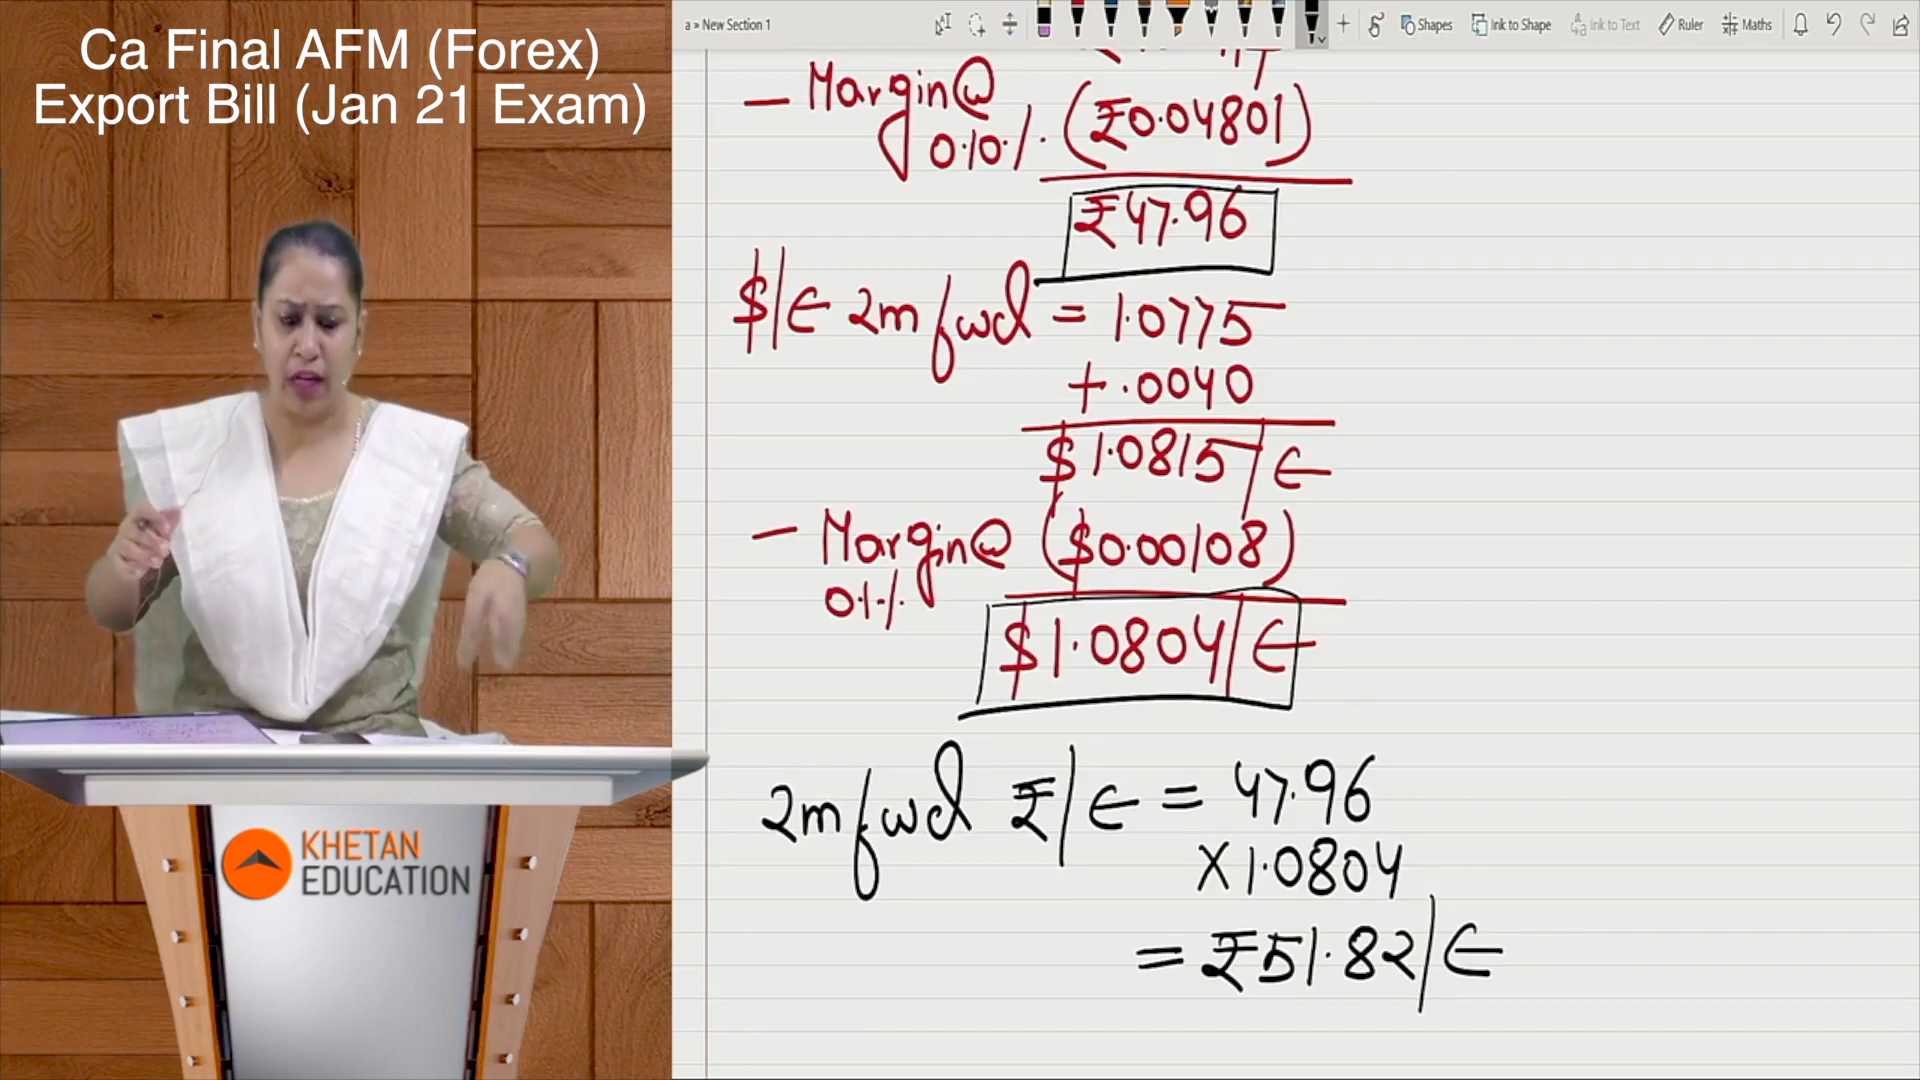 Ca Final AFM (Forex)
Export Bill (Jan 21 Exam)
a » New Section 1
Shapes
Ink to Shape
Ink to Text
Ruler
Maths
- Margin@
0.10% (₹0.04801)
₹47.96
$/€ 2m fwd = 1.0775
+ .0040
$1.0815/€
- Margin@ ($0.00108)
0.1%
$1.0804/€
2m fwd ₹/€ = 47.96
X 1.0804
= ₹51.82/€
KHETAN
EDUCATION